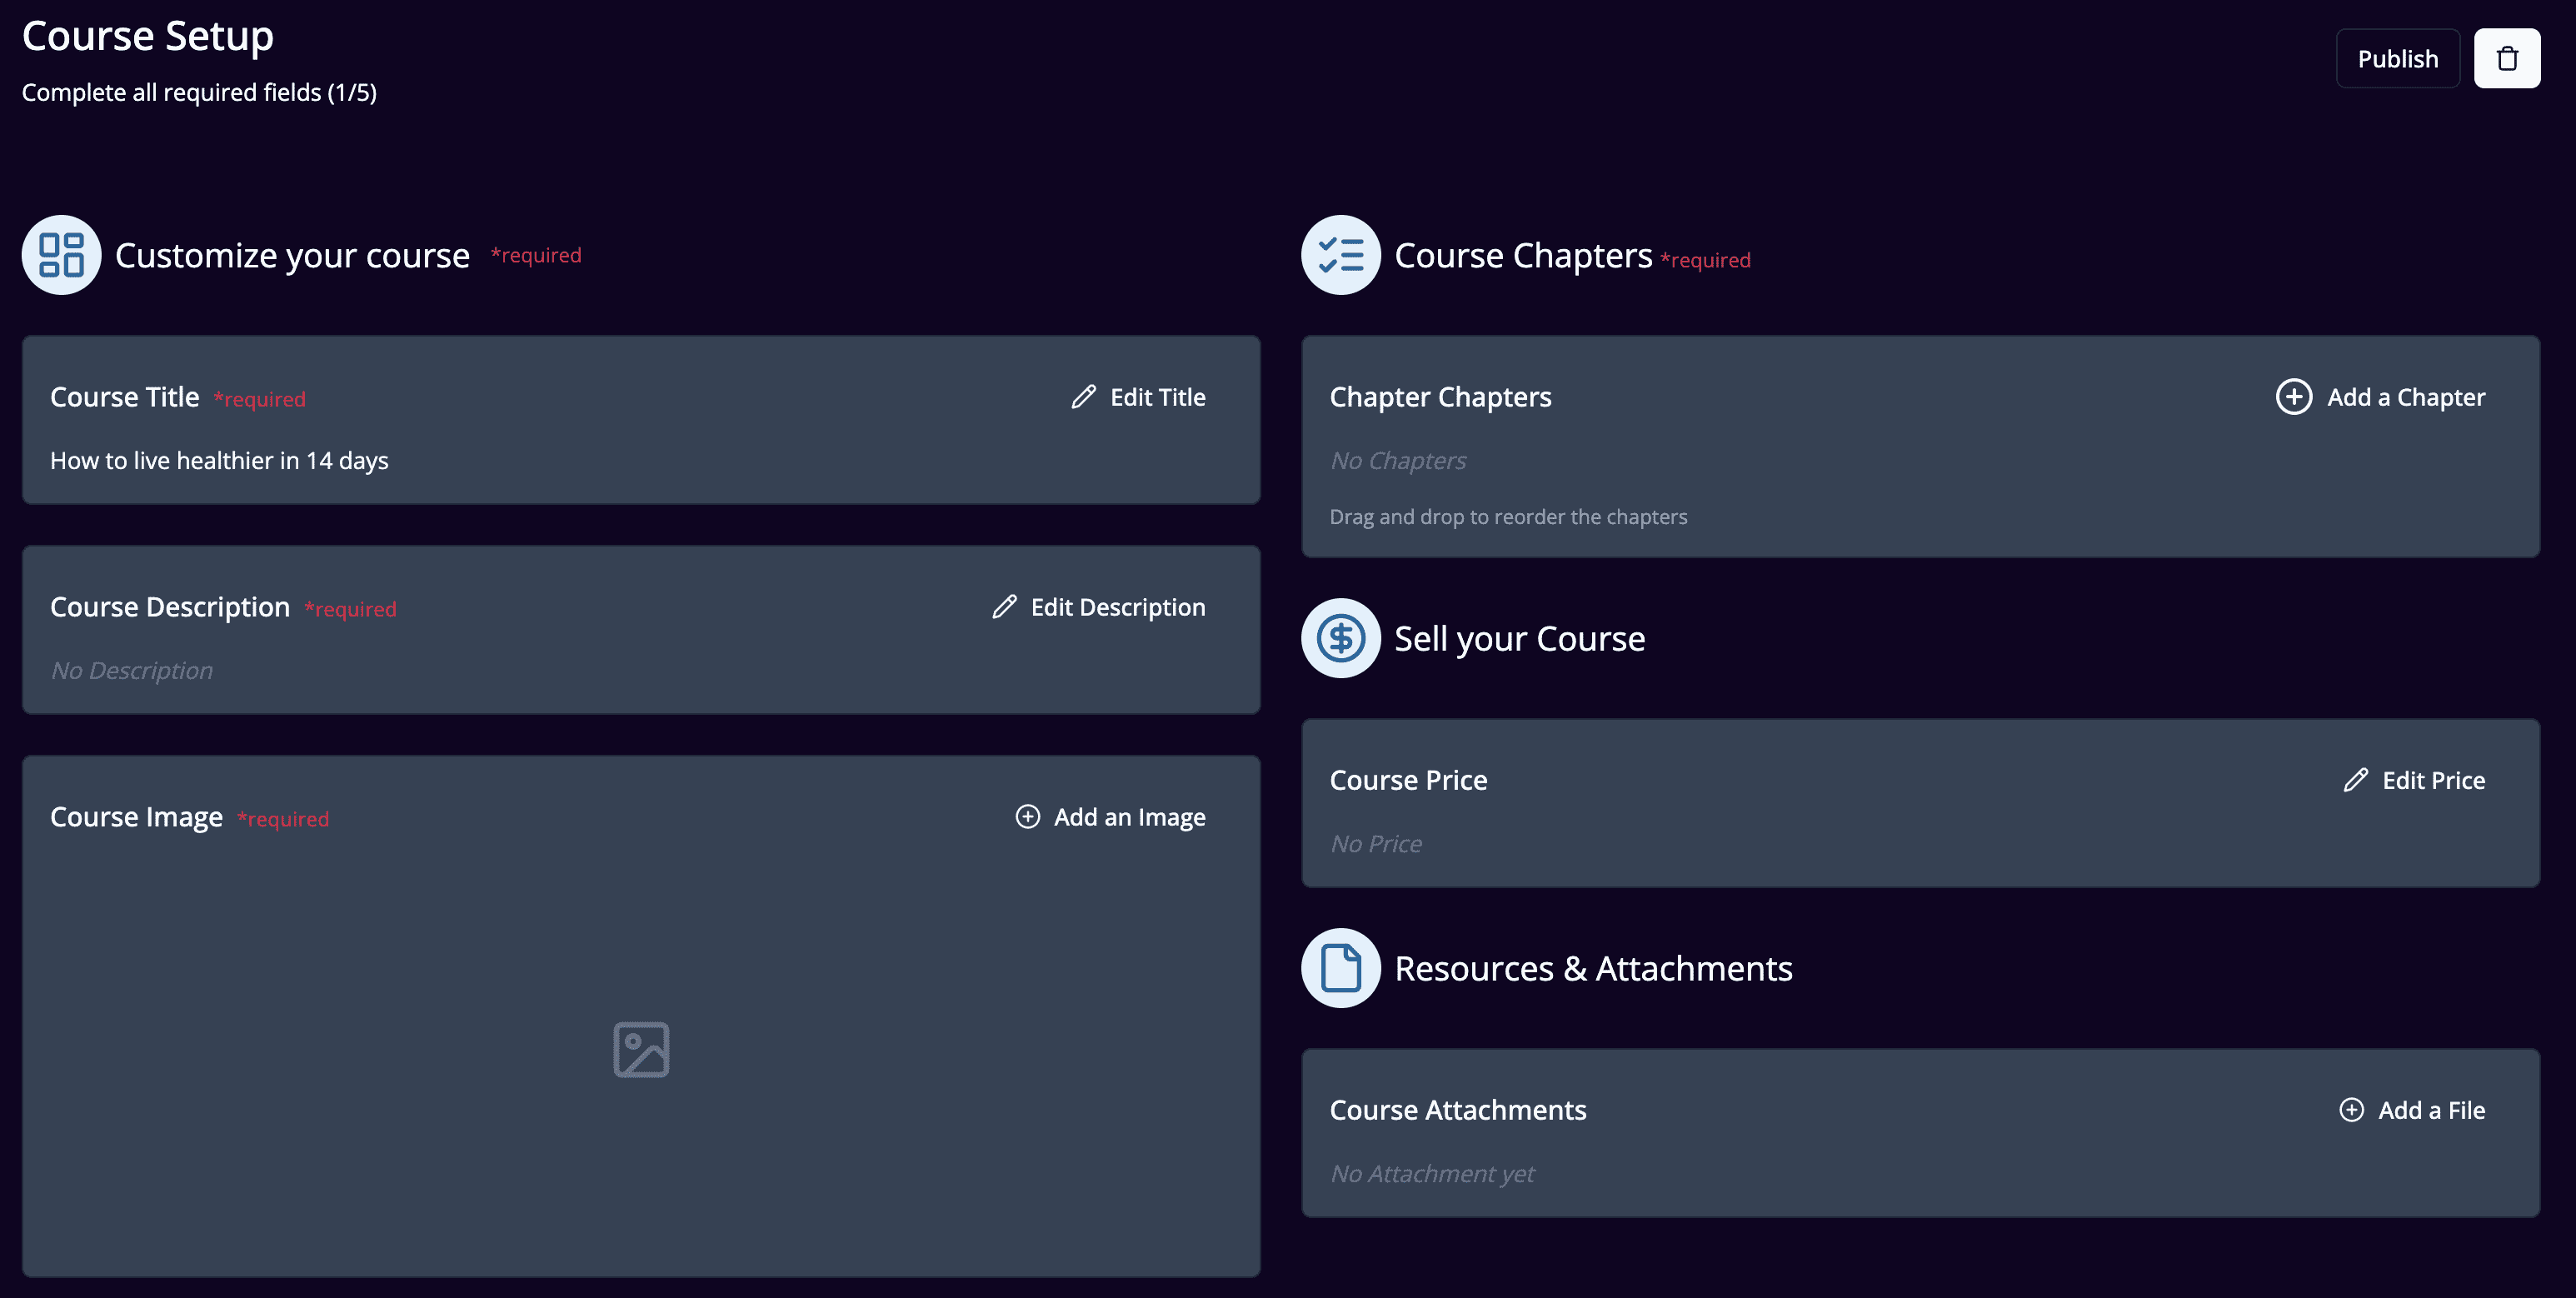 Course Setup
Complete all required fields (1/5)
Publish
Customize your course *required
Course Title *required
Edit Title
How to live healthier in 14 days
Course Description *required
Edit Description
No Description
Course Image *required
Add an Image
Course Chapters *required
Chapter Chapters
Add a Chapter
No Chapters
Drag and drop to reorder the chapters
Sell your Course
Course Price
Edit Price
No Price
Resources & Attachments
Course Attachments
Add a File
No Attachment yet